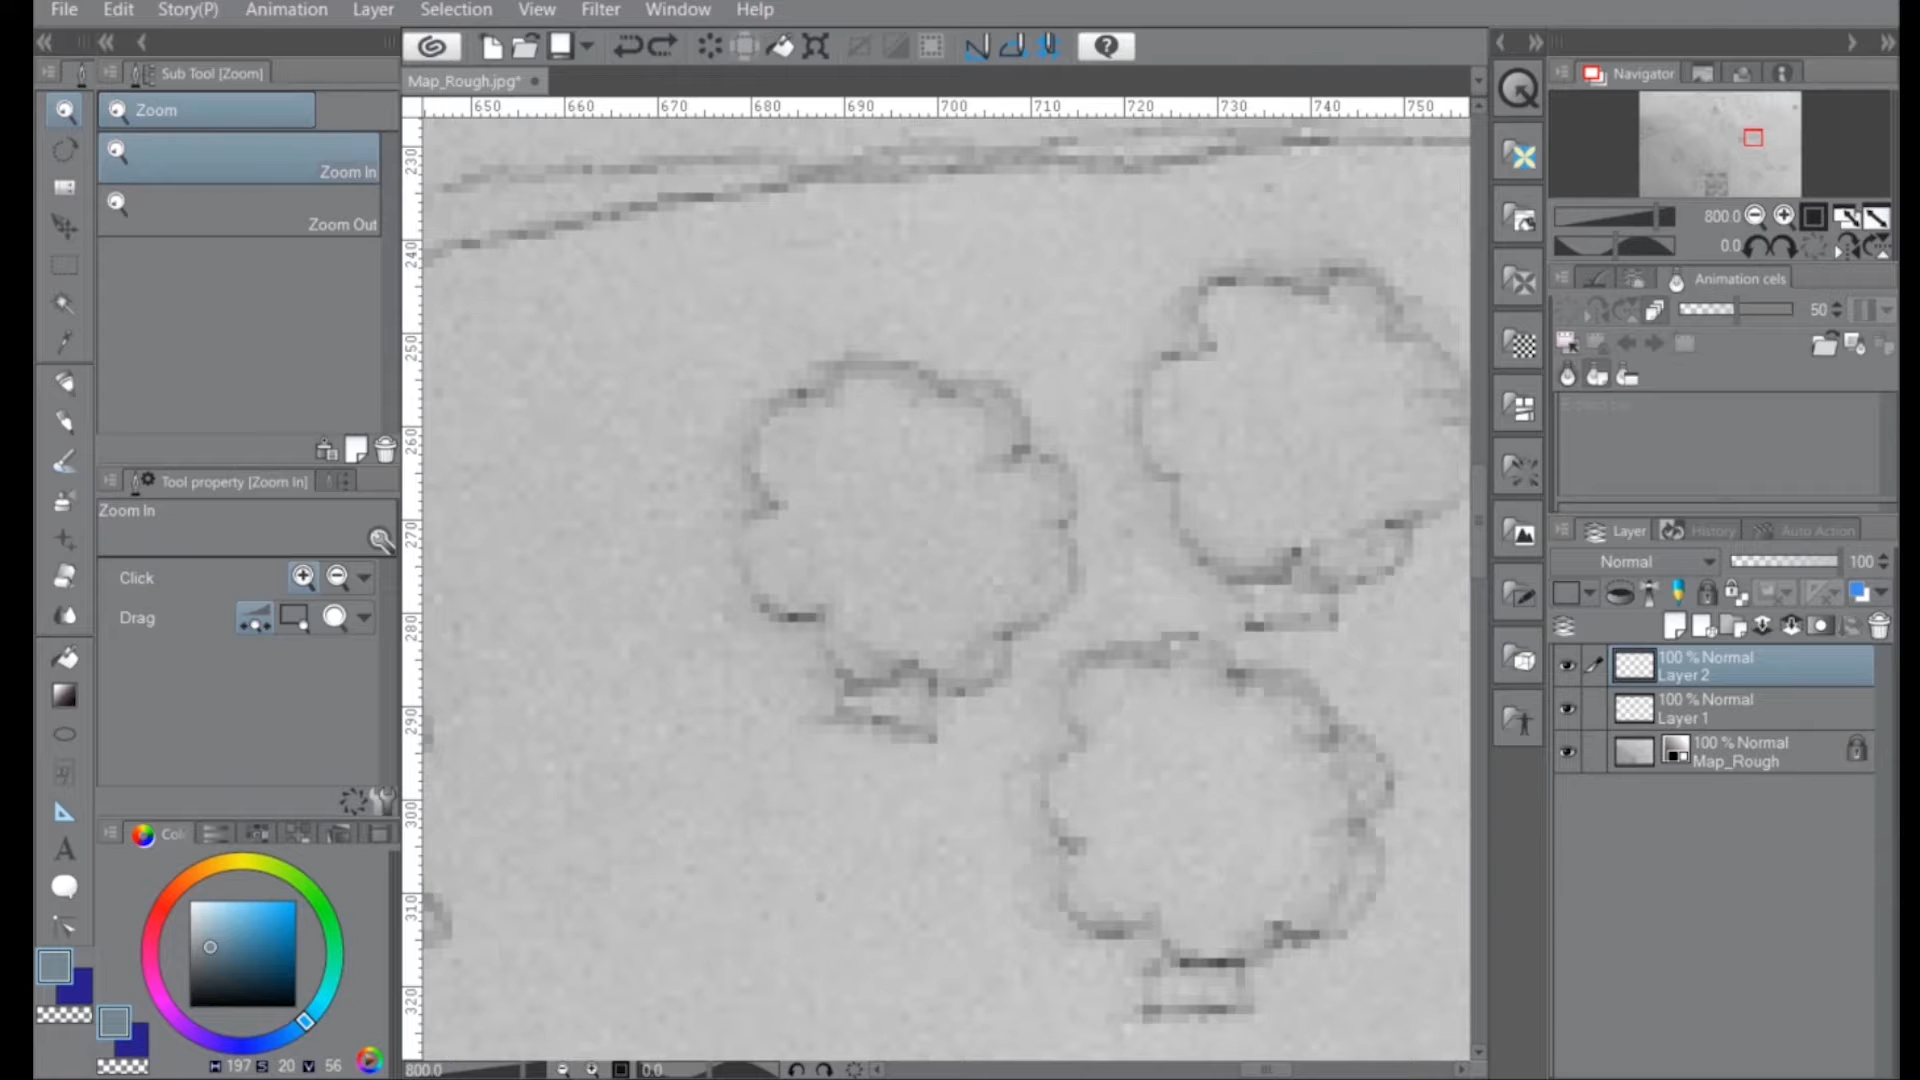 File Edit Story(P) Animation Layer Selection View Filter Window Help
Sub Tool [Zoom]
Zoom
Zoom In
Zoom Out
Tool property [Zoom In]
Zoom In
Click
Drag
Col
H 197 S 20 V 56
Map_Rough.jpg*
650 660 670 680 690 700 710 720 730 740 750
230
240
250
260
270
280
290
300
310
320
800.0 0.0
Navigator
800.0
0.0
Animation cels
50
Layer History Auto Action
Normal 100
100 % Normal
Layer 2
100 % Normal
Layer 1
100 % Normal
Map_Rough